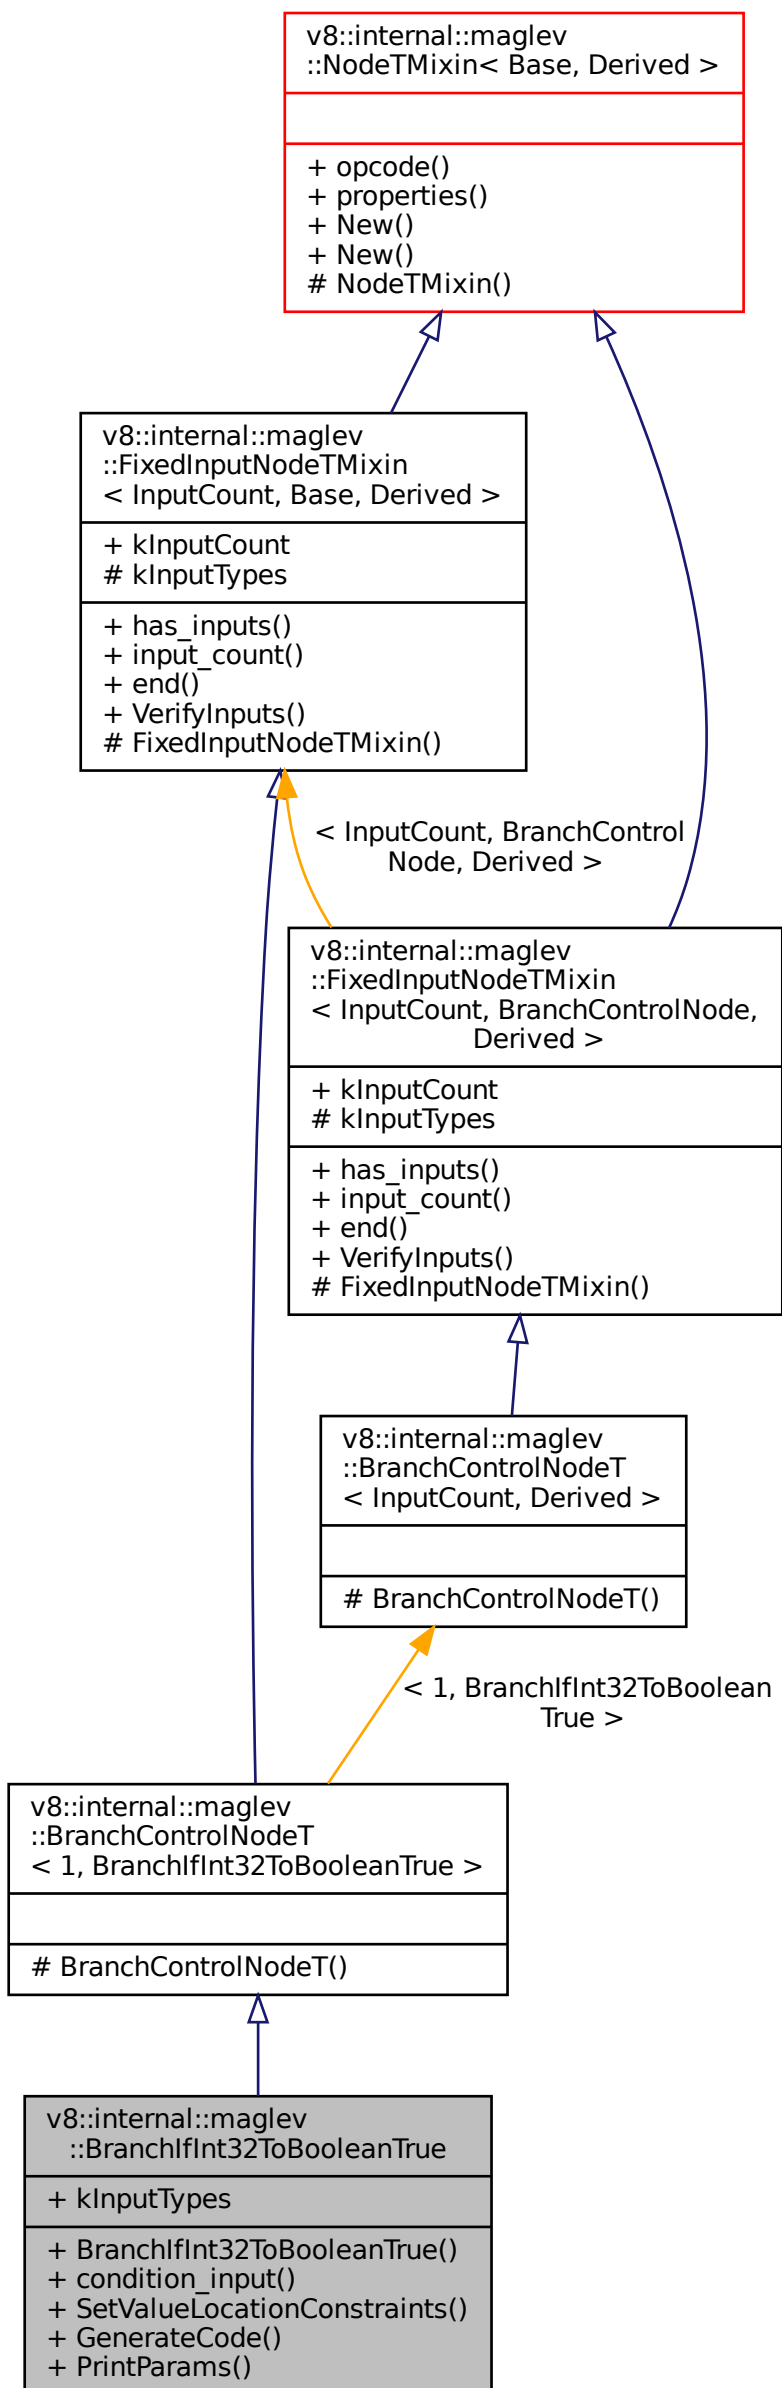 v8::internal::maglev
::NodeTMixin< Base, Derived >
+ opcode()
+ properties()
+ New()
+ New()
# NodeTMixin()
v8::internal::maglev
::FixedInputNodeTMixin
< InputCount, Base, Derived >
+ kInputCount
# kInputTypes
+ has_inputs()
+ input_count()
+ end()
+ VerifyInputs()
# FixedInputNodeTMixin()
< InputCount, BranchControl
Node, Derived >
v8::internal::maglev
::FixedInputNodeTMixin
< InputCount, BranchControlNode,
Derived >
+ kInputCount
# kInputTypes
+ has_inputs()
+ input_count()
+ end()
+ VerifyInputs()
# FixedInputNodeTMixin()
v8::internal::maglev
::BranchControlNodeT
< InputCount, Derived >
# BranchControlNodeT()
< 1, BranchIfInt32ToBoolean
True >
v8::internal::maglev
::BranchControlNodeT
< 1, BranchIfInt32ToBooleanTrue >
# BranchControlNodeT()
v8::internal::maglev
::BranchIfInt32ToBooleanTrue
+ kInputTypes
+ BranchIfInt32ToBooleanTrue()
+ condition_input()
+ SetValueLocationConstraints()
+ GenerateCode()
+ PrintParams()